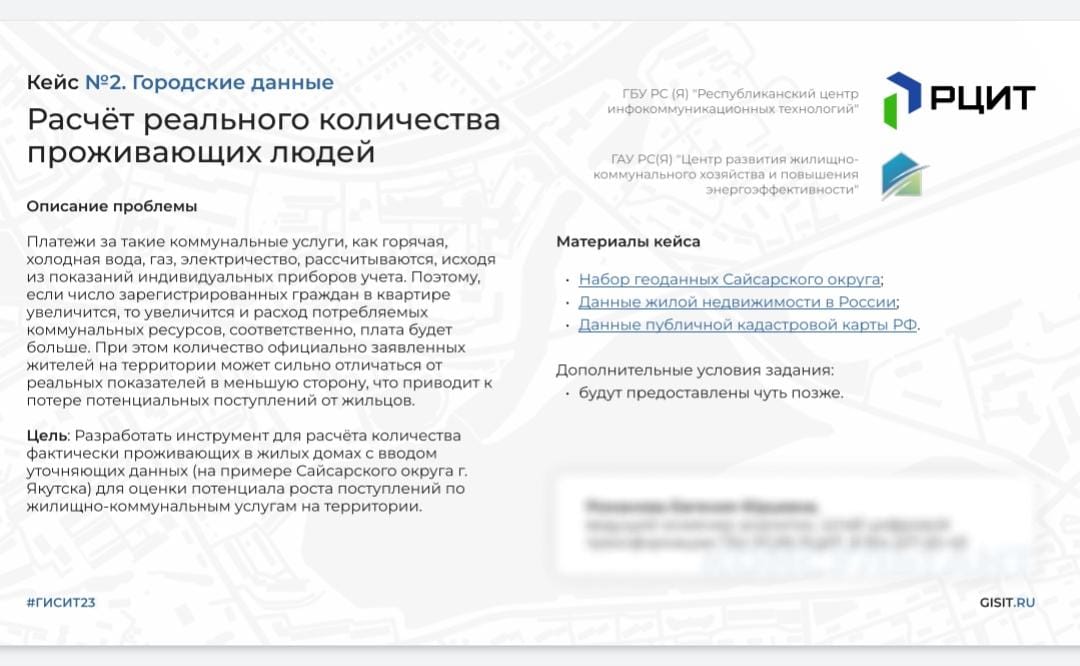 Кейс №2. Городские данные
Расчёт реального количества
проживающих людей
Описание проблемы
Платежи за такие коммунальные услуги, как горячая,
холодная вода, газ, электричество, рассчитываются, исходя
из показаний индивидуальных приборов учета. Поэтому,
если число зарегистрированных граждан в квартире
увеличится, то увеличится и расход потребляемых
коммунальных ресурсов, соответственно, плата будет
больше. При этом количество официально заявленных
жителей на территории может сильно отличаться от
реальных показателей в меньшую сторону, что приводит к
потере потенциальных поступлений от жильцов.
Цель: Разработать инструмент для расчёта количества
фактически проживающих в жилых домах с вводом
уточняющих данных (на примере Сайсарского округа г.
Якутска) для оценки потенциала роста поступлений по
жилищно-коммунальным услугам на территории.
#ГИСИТ23
ГБУ РС (Я) "Республиканский центр
инфокоммуникационных технологий"
РЦИТ
ГАУ РС(Я) "Центр развития жилищно-
коммунального хозяйства и повышения
энергоэффективности"
Материалы кейса
• Набор геоданных Сайсарского округа;
• Данные жилой недвижимости в России;
• Данные публичной кадастровой карты РФ.
Дополнительные условия задания:
• будут предоставлены чуть позже.
GISIT.RU